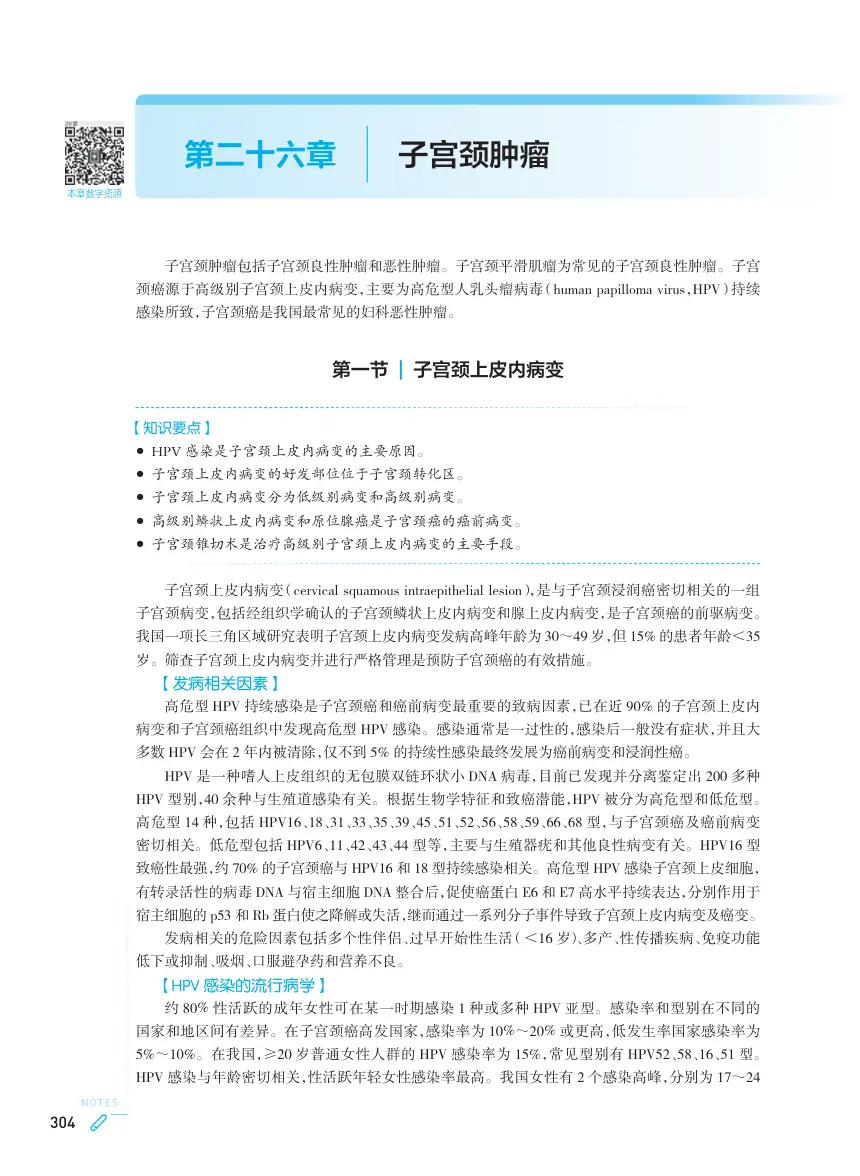 26章
本章数字资源
第二十六章 子宫颈肿瘤
子宫颈肿瘤包括子宫颈良性肿瘤和恶性肿瘤。子宫颈平滑肌瘤为常见的子宫颈良性肿瘤。子宫
颈癌源于高级别子宫颈上皮内病变,主要为高危型人乳头瘤病毒(human papilloma virus,HPV)持续
感染所致,子宫颈癌是我国最常见的妇科恶性肿瘤。
第一节 | 子宫颈上皮内病变
【知识要点】
● HPV 感染是子宫颈上皮内病变的主要原因。
● 子宫颈上皮内病变的好发部位位于子宫颈转化区。
● 子宫颈上皮内病变分为低级别病变和高级别病变。
● 高级别鳞状上皮内病变和原位腺癌是子宫颈癌的癌前病变。
● 子宫颈锥切术是治疗高级别子宫颈上皮内病变的主要手段。
子宫颈上皮内病变(cervical squamous intraepithelial lesion),是与子宫颈浸润癌密切相关的一组
子宫颈病变,包括经组织学确认的子宫颈鳞状上皮内病变和腺上皮内病变,是子宫颈癌的前驱病变。
我国一项长三角区域研究表明子宫颈上皮内病变发病高峰年龄为 30～49 岁,但 15% 的患者年龄＜35
岁。筛查子宫颈上皮内病变并进行严格管理是预防子宫颈癌的有效措施。
【发病相关因素】
高危型 HPV 持续感染是子宫颈癌和癌前病变最重要的致病因素,已在近 90% 的子宫颈上皮内
病变和子宫颈癌组织中发现高危型 HPV 感染。感染通常是一过性的,感染后一般没有症状,并且大
多数 HPV 会在 2 年内被清除,仅不到 5% 的持续性感染最终发展为癌前病变和浸润性癌。
HPV 是一种嗜人上皮组织的无包膜双链环状小 DNA 病毒,目前已发现并分离鉴定出 200 多种
HPV 型别,40 余种与生殖道感染有关。根据生物学特征和致癌潜能,HPV 被分为高危型和低危型。
高危型 14 种,包括 HPV16、18、31、33、35、39、45、51、52、56、58、59、66、68 型,与子宫颈癌及癌前病变
密切相关。低危型包括 HPV6、11、42、43、44 型等,主要与生殖器疣和其他良性病变有关。HPV16 型
致癌性最强,约 70% 的子宫颈癌与 HPV16 和 18 型持续感染相关。高危型 HPV 感染子宫颈上皮细胞,
有转录活性的病毒 DNA 与宿主细胞 DNA 整合后,促使癌蛋白 E6 和 E7 高水平持续表达,分别作用于
宿主细胞的 p53 和 Rb 蛋白使之降解或失活,继而通过一系列分子事件导致子宫颈上皮内病变及癌变。
发病相关的危险因素包括多个性伴侣、过早开始性生活(＜16 岁)、多产、性传播疾病、免疫功能
低下或抑制、吸烟、口服避孕药和营养不良。
【HPV 感染的流行病学】
约 80% 性活跃的成年女性可在某一时期感染 1 种或多种 HPV 亚型。感染率和型别在不同的
国家和地区间有差异。在子宫颈癌高发国家,感染率为 10%～20% 或更高,低发生率国家感染率为
5%～10%。在我国,≥20 岁普通女性人群的 HPV 感染率为 15%,常见型别有 HPV52、58、16、51 型。
HPV 感染与年龄密切相关,性活跃年轻女性感染率最高。我国女性有 2 个感染高峰,分别为 17～24
NOTES
304